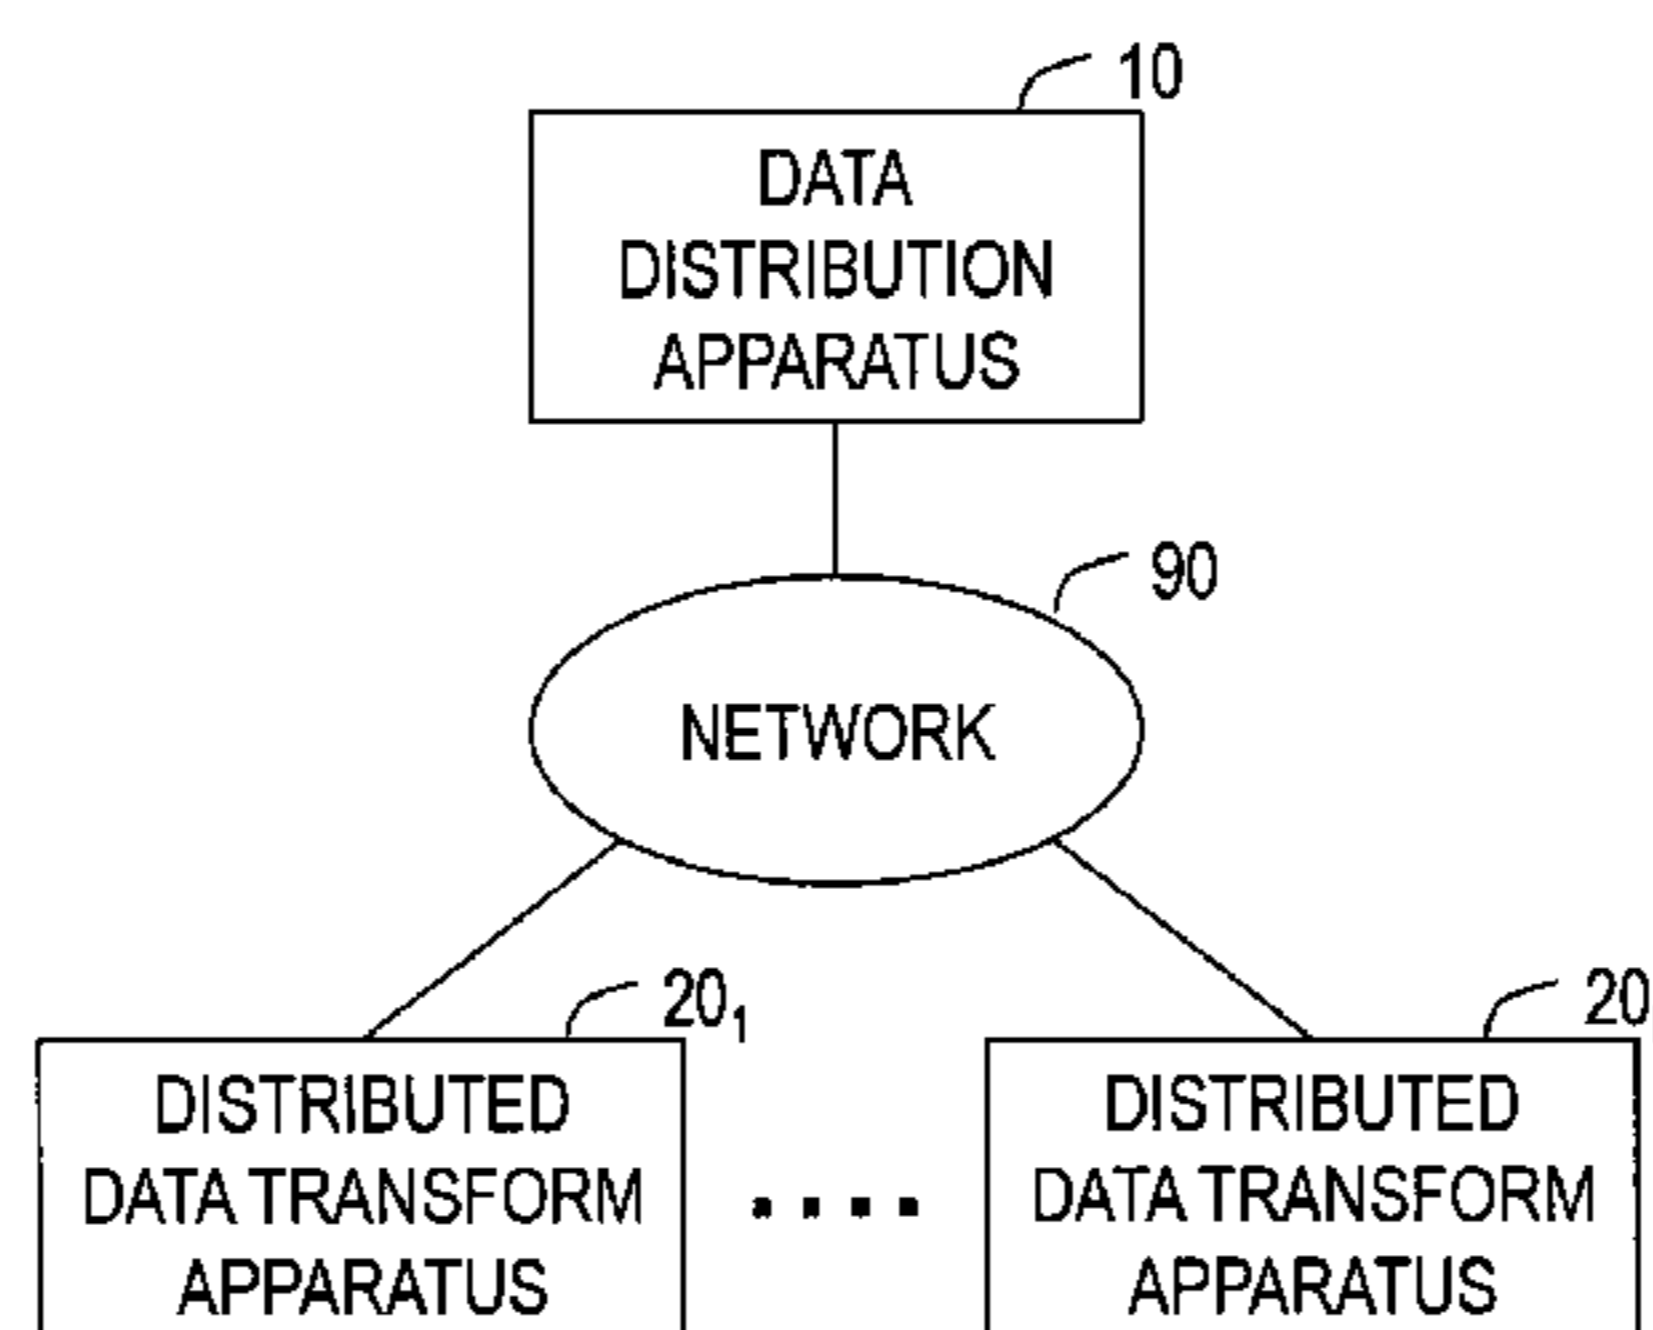 10
DATA
DISTRIBUTION
APPARATUS
90
NETWORK
20₁
20
DISTRIBUTED
DATA TRANSFORM
APPARATUS
DISTRIBUTED
DATA TRANSFORM
APPARATUS